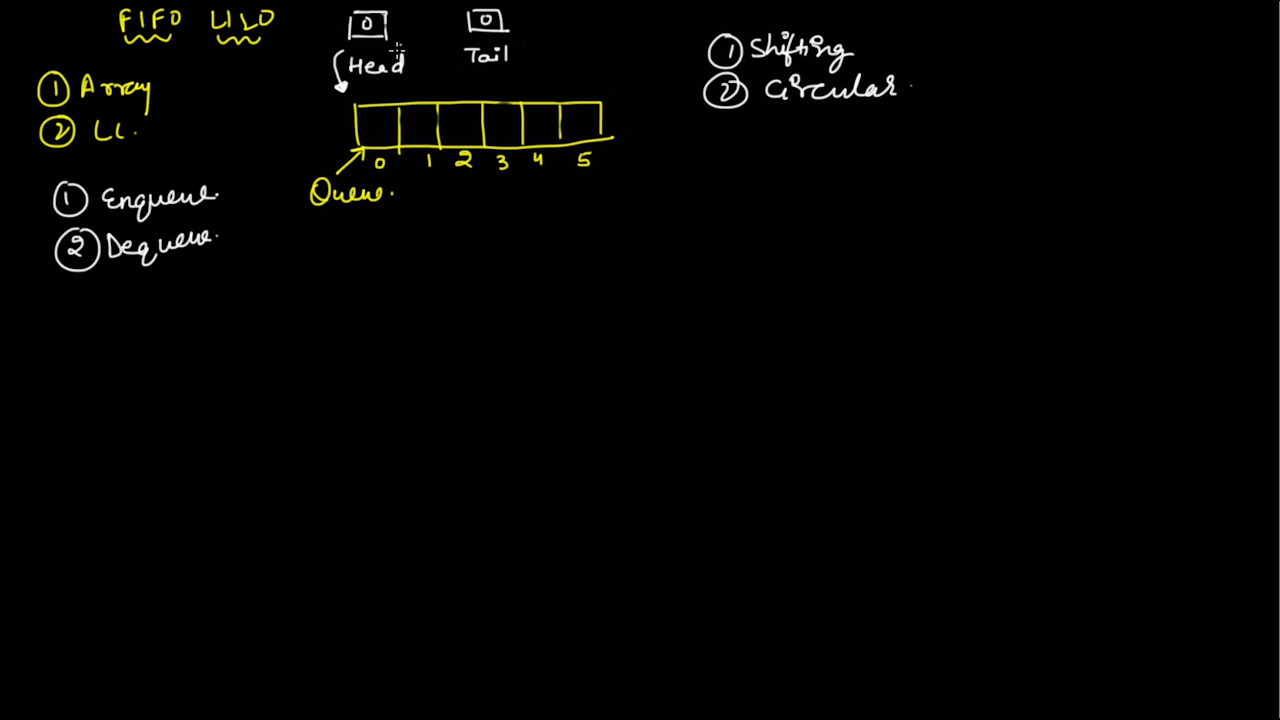 FIFO LILO
0 0
Head Tail
① Shifting
② Circular
① Array
② LL.
0 1 2 3 4 5
Queue.
① Enqueue.
② Dequeue.